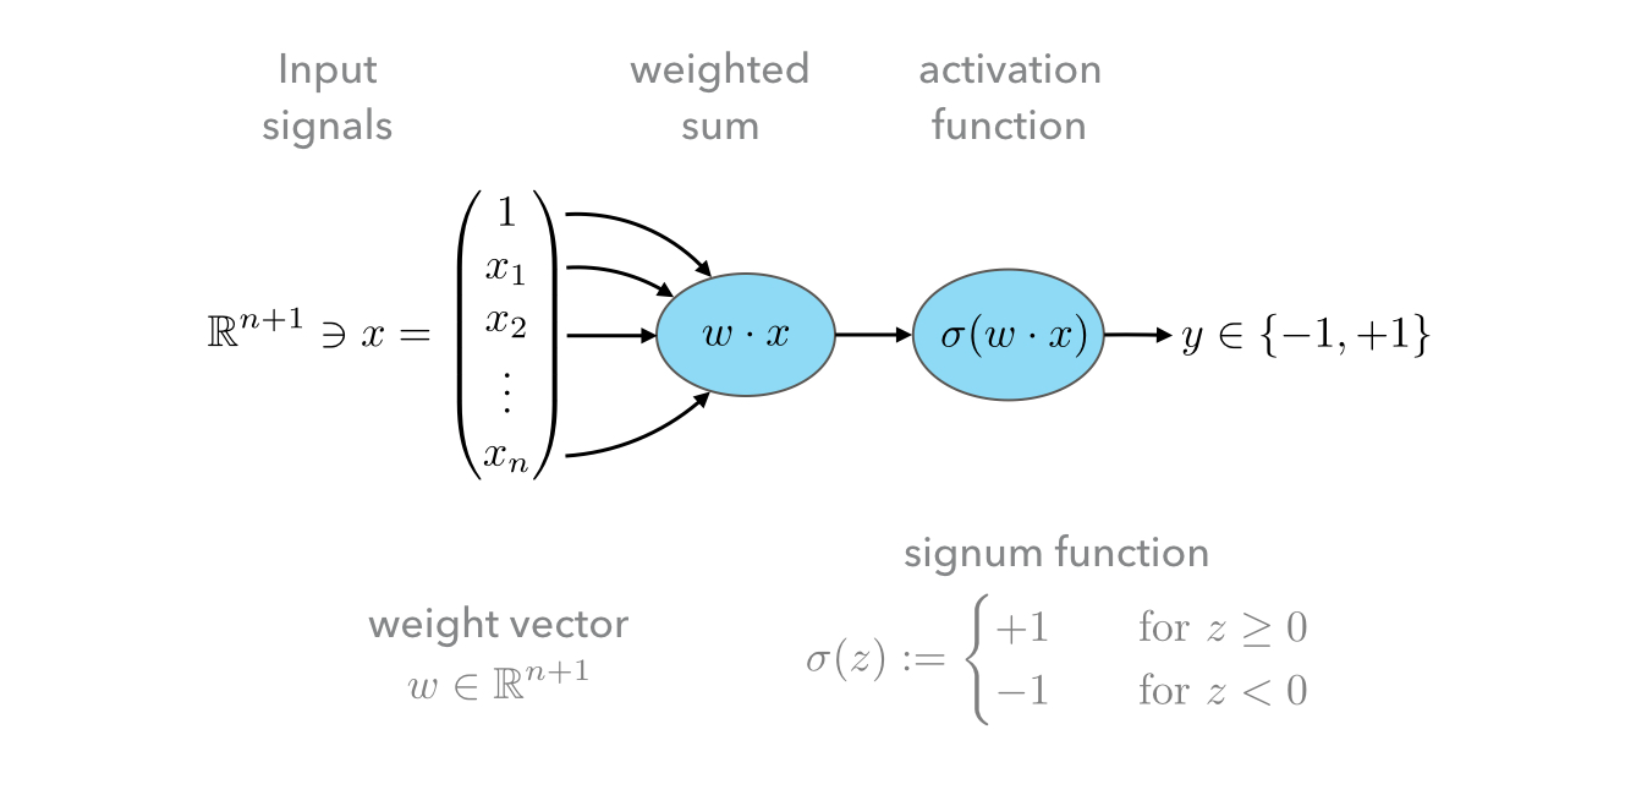 Input
signals
weighted
sum
activation
function
ℝⁿ⁺¹ ∋ x =
1
x₁
x₂
⋮
xₙ
w · x
σ(w · x)
y ∈ {−1, +1}
signum function
weight vector
w ∈ ℝⁿ⁺¹
σ(z) := { +1 for z ≥ 0
−1 for z < 0